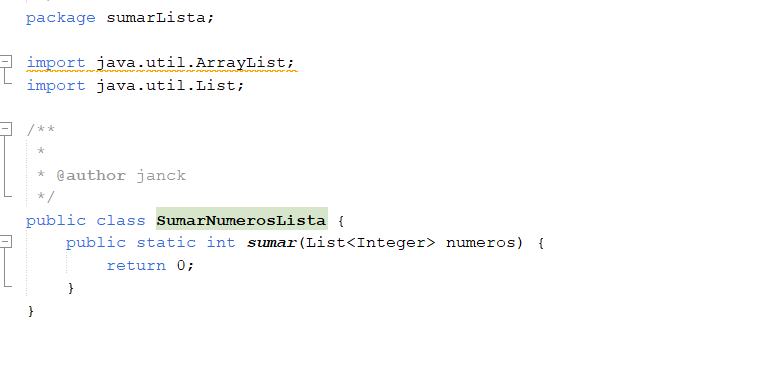 package sumarLista;
import java.util.ArrayList;
import java.util.List;
/**
*
* @author janck
*/
public class SumarNumerosLista {
public static int sumar(List<Integer> numeros) {
return 0;
}
}